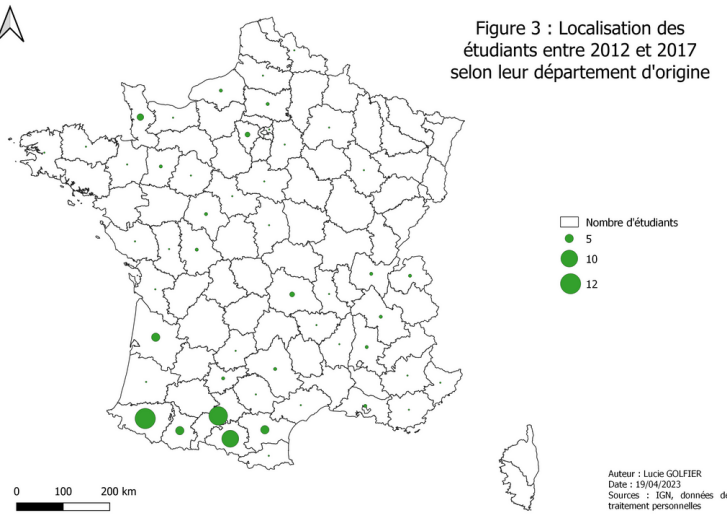 Figure 3 : Localisation des
étudiants entre 2012 et 2017
selon leur département d'origine
Nombre d'étudiants
5
10
12
0 100 200 km
Auteur : Lucie GOLFIER
Date : 19/04/2023
Sources : IGN, données de
traitement personnelles